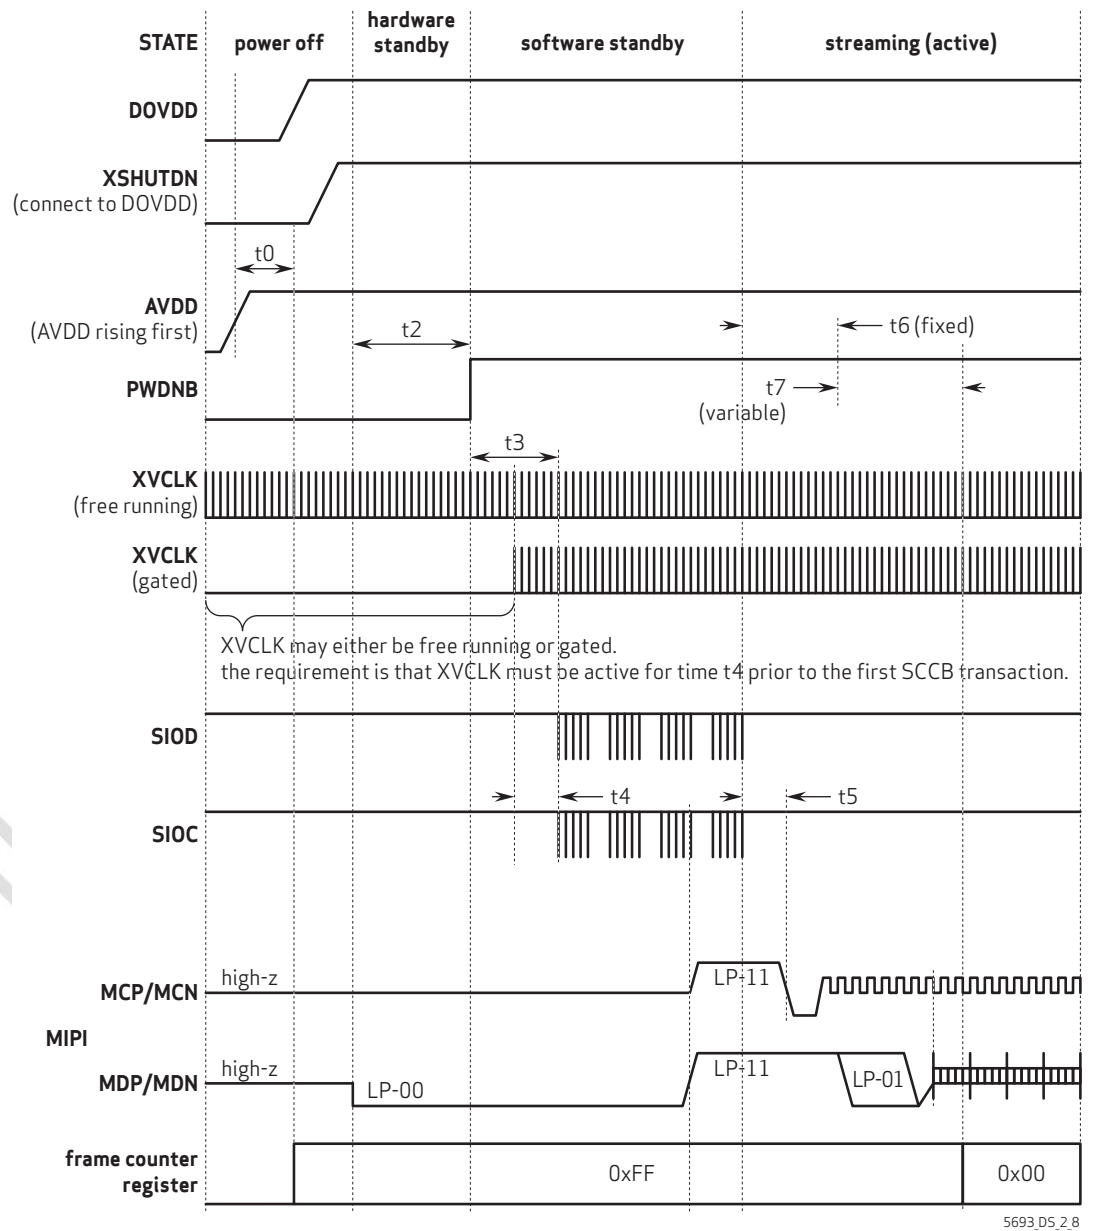 STATE power off hardware standby software standby streaming (active)
DOVDD
XSHUTDN
(connect to DOVDD)
t0
AVDD
(AVDD rising first)
t2
t6 (fixed)
PWDNB
t7
(variable)
t3
XVCLK
(free running)
XVCLK
(gated)
XVCLK may either be free running or gated.
the requirement is that XVCLK must be active for time t4 prior to the first SCCB transaction.
SIOD
t4
t5
SIOC
high-z
LP-11
MCP/MCN
MIPI
high-z
LP-11
MDP/MDN
LP-00
LP-01
frame counter
register
0xFF
0x00
5693_DS_2_8